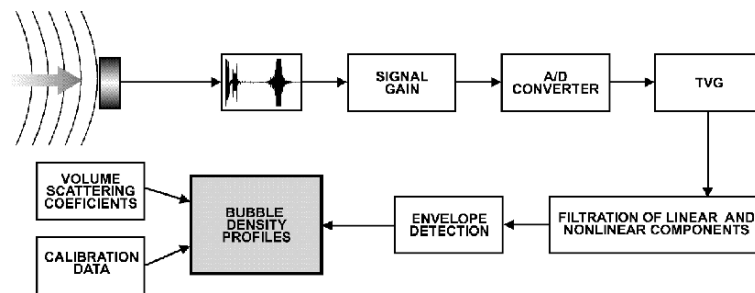 SIGNAL
GAIN
A/D
CONVERTER
TVG
VOLUME
SCATTERING
COEFICIENTS
CALIBRATION
DATA
BUBBLE
DENSITY
PROFILES
ENVELOPE
DETECTION
FILTRATION OF LINEAR AND
NONLINEAR COMPONENTS